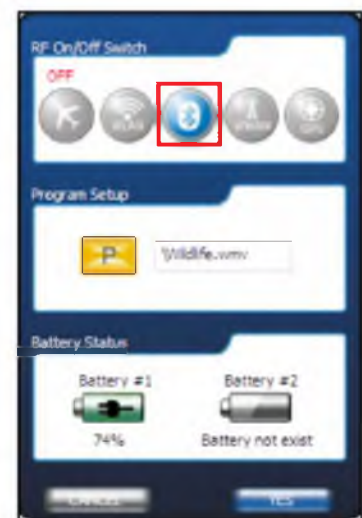 RF On/Off Switch
OFF
WLAN
GPS
Program Setup
P
\Wildlife.wmv
Battery Status
Battery #1 Battery #2
74% Battery not exist
CANCEL YES